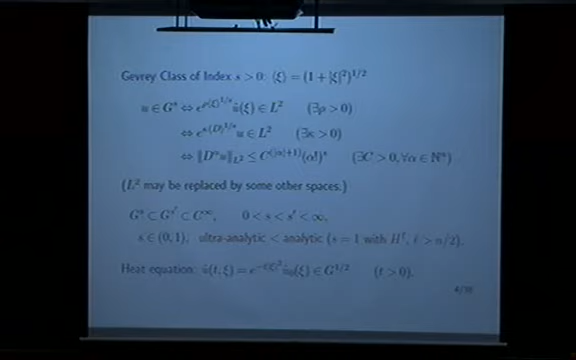 Gevrey Class of Index s > 0: ⟨ξ⟩ = (1 + |ξ|²)^{1/2}
u ∈ G^s ⇔ e^{ρ⟨ξ⟩^{1/s}} û(ξ) ∈ L² (∃ρ > 0)
⇔ e^{κ⟨D⟩^{1/s}} u ∈ L² (∃κ > 0)
⇔ ‖D^α u‖_{L²} ≤ C^{(|α|+1)} (α!)^s (∃C > 0, ∀α ∈ ℕⁿ)
(L² may be replaced by some other spaces.)
G^s ⊂ G^{s'} ⊂ C^∞, 0 < s < s' < ∞,
s ∈ (0, 1), ultra-analytic < analytic (s = 1 with H^ℓ, ℓ > n/2).
Heat equation: û(t, ξ) = e^{-t|ξ|²} û₀(ξ) ∈ G^{1/2} (t > 0).